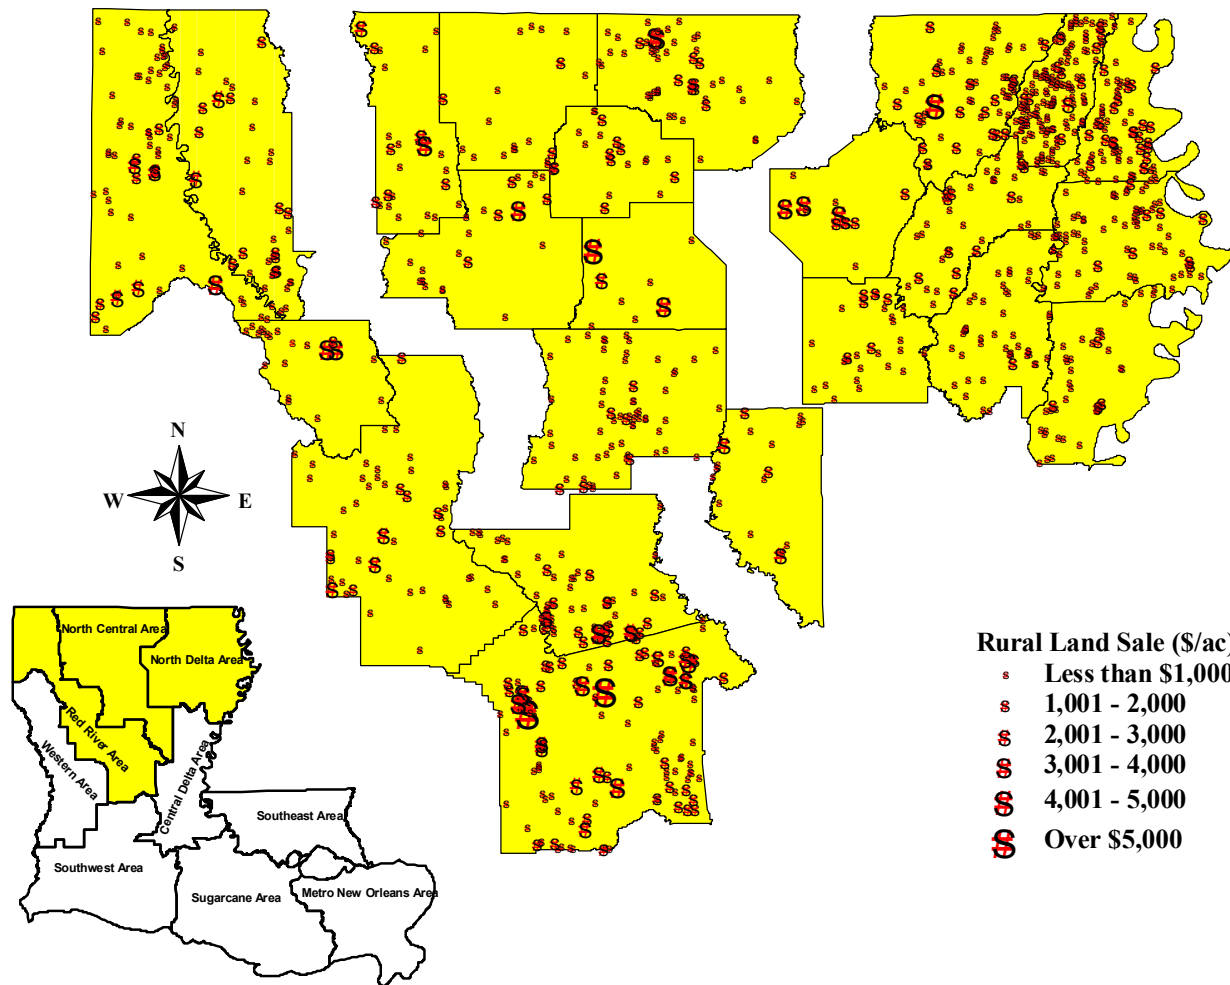 N
W E
S
North Central Area
North Delta Area
Red River Area
Western Area
Central Delta Area
Southeast Area
Southwest Area
Sugarcane Area
Metro New Orleans Area
Rural Land Sale ($/ac)
s Less than $1,000
s 1,001 - 2,000
$ 2,001 - 3,000
$ 3,001 - 4,000
$ 4,001 - 5,000
$ Over $5,000